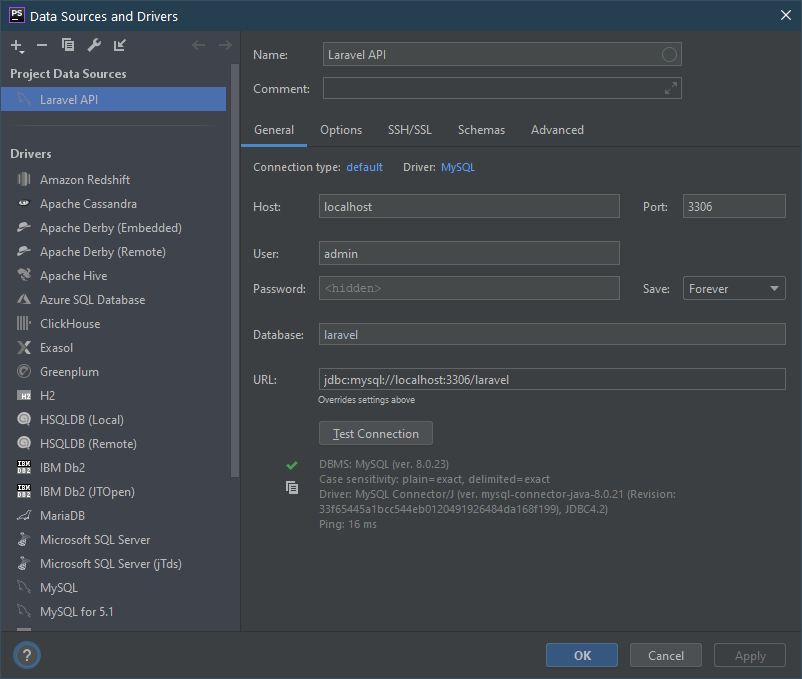 PS Data Sources and Drivers
Project Data Sources
Laravel API
Drivers
Amazon Redshift
Apache Cassandra
Apache Derby (Embedded)
Apache Derby (Remote)
Apache Hive
Azure SQL Database
ClickHouse
Exasol
Greenplum
H2 H2
HSQLDB (Local)
HSQLDB (Remote)
IBM DB2 IBM Db2
IBM DB2 IBM Db2 (JTOpen)
MariaDB
Microsoft SQL Server
Microsoft SQL Server (jTds)
MySQL
MySQL for 5.1
Name: Laravel API
Comment:
General Options SSH/SSL Schemas Advanced
Connection type: default Driver: MySQL
Host: localhost Port: 3306
User: admin
Password: <hidden> Save: Forever
Database: laravel
URL: jdbc:mysql://localhost:3306/laravel
Overrides settings above
Test Connection
DBMS: MySQL (ver. 8.0.23)
Case sensitivity: plain=exact, delimited=exact
Driver: MySQL Connector/J (ver. mysql-connector-java-8.0.21 (Revision:
33f65445a1bcc544eb0120491926484da168f199), JDBC4.2)
Ping: 16 ms
? OK Cancel Apply